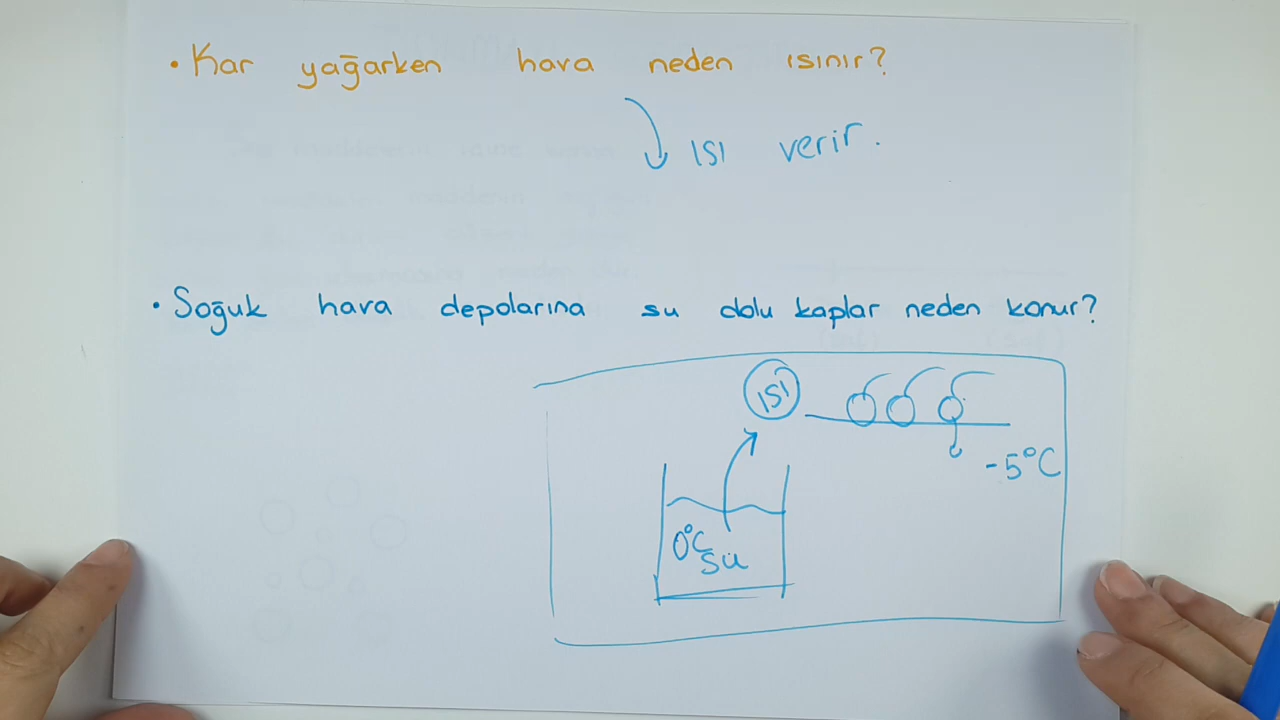 • Kar yağarken hava neden ısınır?
ısı verir.
• Soğuk hava depolarına su dolu kaplar neden konur?
ısı
-5°C
0°C
su